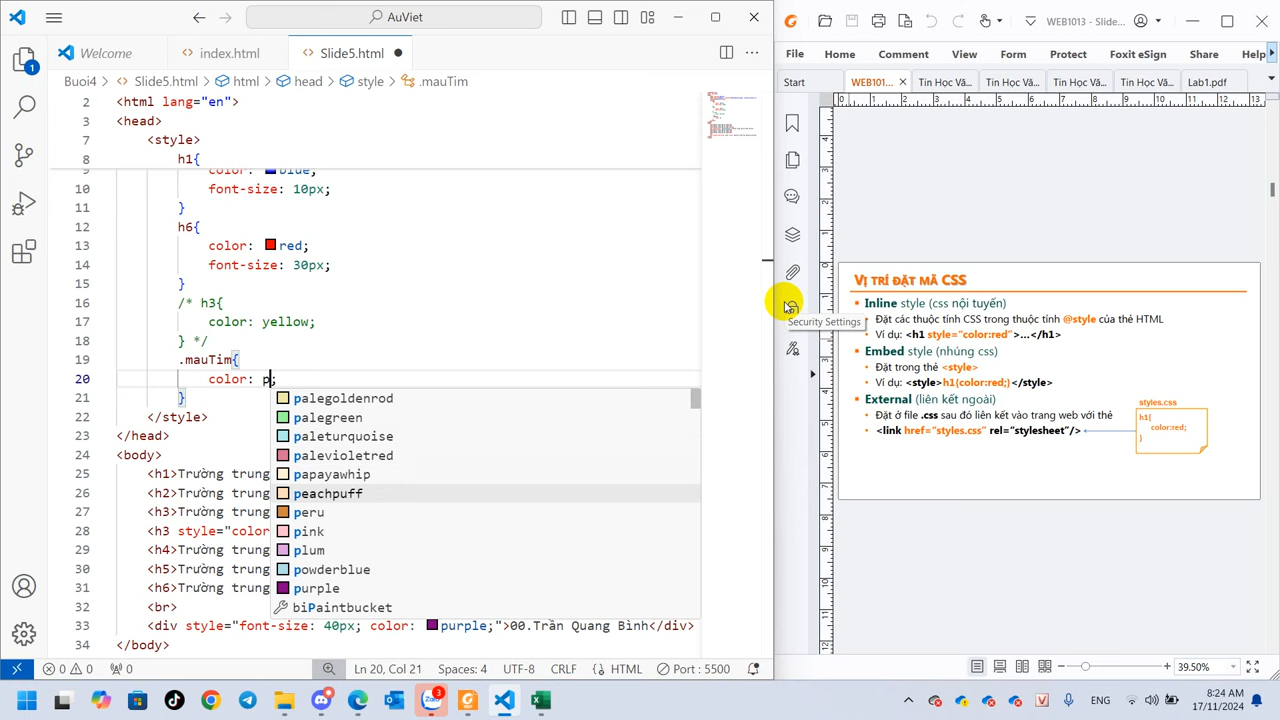 AuViet
WEB1013 - Slide...
1
Welcome
index.html
Slide5.html
File
Home
Comment
View
Form
Protect
Foxit eSign
Share
Help
Buoi4 > Slide5.html > html > head > style > .mauTim
Start
WEB101...
Tin Học Vă...
Tin Học Vă...
Tin Học Vă...
Tin Học Vă...
Lab1.pdf
2 <html lang="en">
3 <head>
7 <style>
8 h1{
9 color: blue;
10 font-size: 10px;
11 }
12 h6{
13 color: red;
14 font-size: 30px;
15 }
16 /* h3{
17 color: yellow;
18 } */
19 .mauTim{
20 color: p;
21 }
22 </style>
23 </head>
24 <body>
25 <h1>Trường trung
26 <h2>Trường trung
27 <h3>Trường trung
28 <h3 style="color
29 <h4>Trường trung
30 <h5>Trường trung
31 <h6>Trường trung
32 <br>
33 <div style="font-size: 40px; color: purple;">00.Trần Quang Bình</div>
34 </body>
palegoldenrod
palegreen
paleturquoise
palevioletred
papayawhip
peachpuff
peru
pink
plum
powderblue
purple
biPaintbucket
Security Settings
VỊ TRÍ ĐẶT MÃ CSS
Inline style (css nội tuyến)
Đặt các thuộc tính CSS trong thuộc tính @style của thẻ HTML
Ví dụ: <h1 style="color:red">...</h1>
Embed style (nhúng css)
Đặt trong thẻ <style>
Ví dụ: <style>h1{color:red;}</style>
External (liên kết ngoài)
Đặt ở file .css sau đó liên kết vào trang web với thẻ
<link href="styles.css" rel="stylesheet"/>
styles.css
h1{
color:red;
}
0 0 0
0
Ln 20, Col 21
Spaces: 4
UTF-8
CRLF
HTML
Port : 5500
39.50%
3
ENG
8:24 AM
17/11/2024